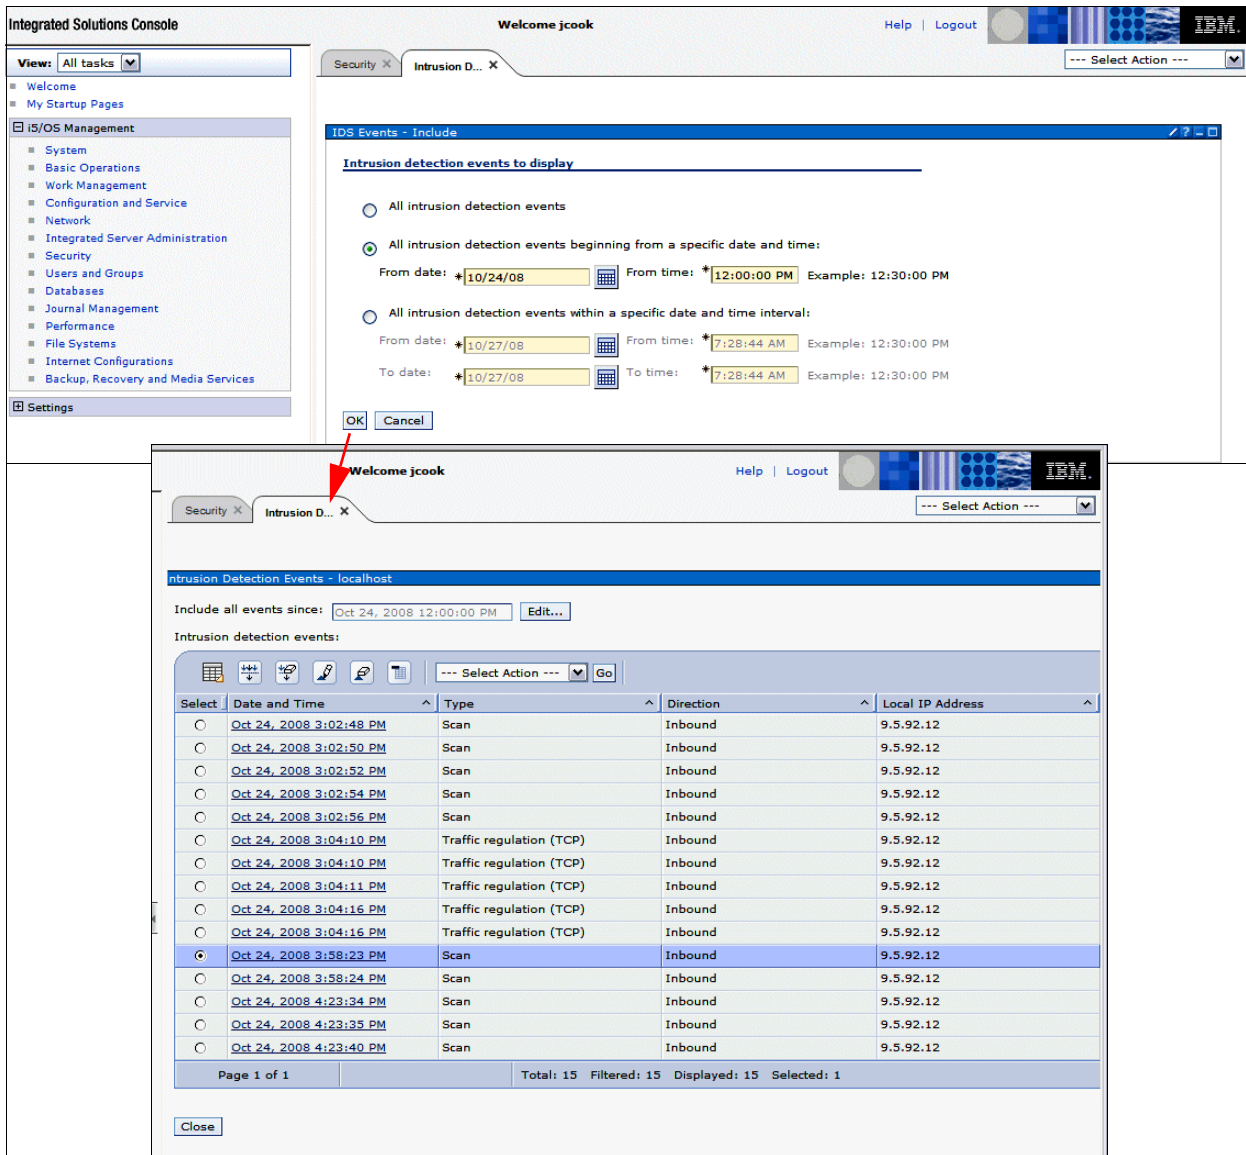 Integrated Solutions Console
Welcome jcook
Help | Logout
IBM.
View: All tasks
Security
Intrusion D...
--- Select Action ---
Welcome
My Startup Pages
i5/OS Management
System
Basic Operations
Work Management
Configuration and Service
Network
Integrated Server Administration
Security
Users and Groups
Databases
Journal Management
Performance
File Systems
Internet Configurations
Backup, Recovery and Media Services
Settings
IDS Events - Include
Intrusion detection events to display
All intrusion detection events
All intrusion detection events beginning from a specific date and time:
From date: *10/24/08 From time: *12:00:00 PM Example: 12:30:00 PM
All intrusion detection events within a specific date and time interval:
From date: *10/27/08 From time: *7:28:44 AM Example: 12:30:00 PM
To date: *10/27/08 To time: *7:28:44 AM Example: 12:30:00 PM
OK Cancel
Welcome jcook
Help | Logout
IBM.
Security
Intrusion D...
--- Select Action ---
ntrusion Detection Events - localhost
Include all events since: Oct 24, 2008 12:00:00 PM Edit...
Intrusion detection events:
--- Select Action --- Go
Select Date and Time Type Direction Local IP Address
Oct 24, 2008 3:02:48 PM Scan Inbound 9.5.92.12
Oct 24, 2008 3:02:50 PM Scan Inbound 9.5.92.12
Oct 24, 2008 3:02:52 PM Scan Inbound 9.5.92.12
Oct 24, 2008 3:02:54 PM Scan Inbound 9.5.92.12
Oct 24, 2008 3:02:56 PM Scan Inbound 9.5.92.12
Oct 24, 2008 3:04:10 PM Traffic regulation (TCP) Inbound 9.5.92.12
Oct 24, 2008 3:04:10 PM Traffic regulation (TCP) Inbound 9.5.92.12
Oct 24, 2008 3:04:11 PM Traffic regulation (TCP) Inbound 9.5.92.12
Oct 24, 2008 3:04:16 PM Traffic regulation (TCP) Inbound 9.5.92.12
Oct 24, 2008 3:04:16 PM Traffic regulation (TCP) Inbound 9.5.92.12
Oct 24, 2008 3:58:23 PM Scan Inbound 9.5.92.12
Oct 24, 2008 3:58:24 PM Scan Inbound 9.5.92.12
Oct 24, 2008 4:23:34 PM Scan Inbound 9.5.92.12
Oct 24, 2008 4:23:35 PM Scan Inbound 9.5.92.12
Oct 24, 2008 4:23:40 PM Scan Inbound 9.5.92.12
Page 1 of 1 Total: 15 Filtered: 15 Displayed: 15 Selected: 1
Close